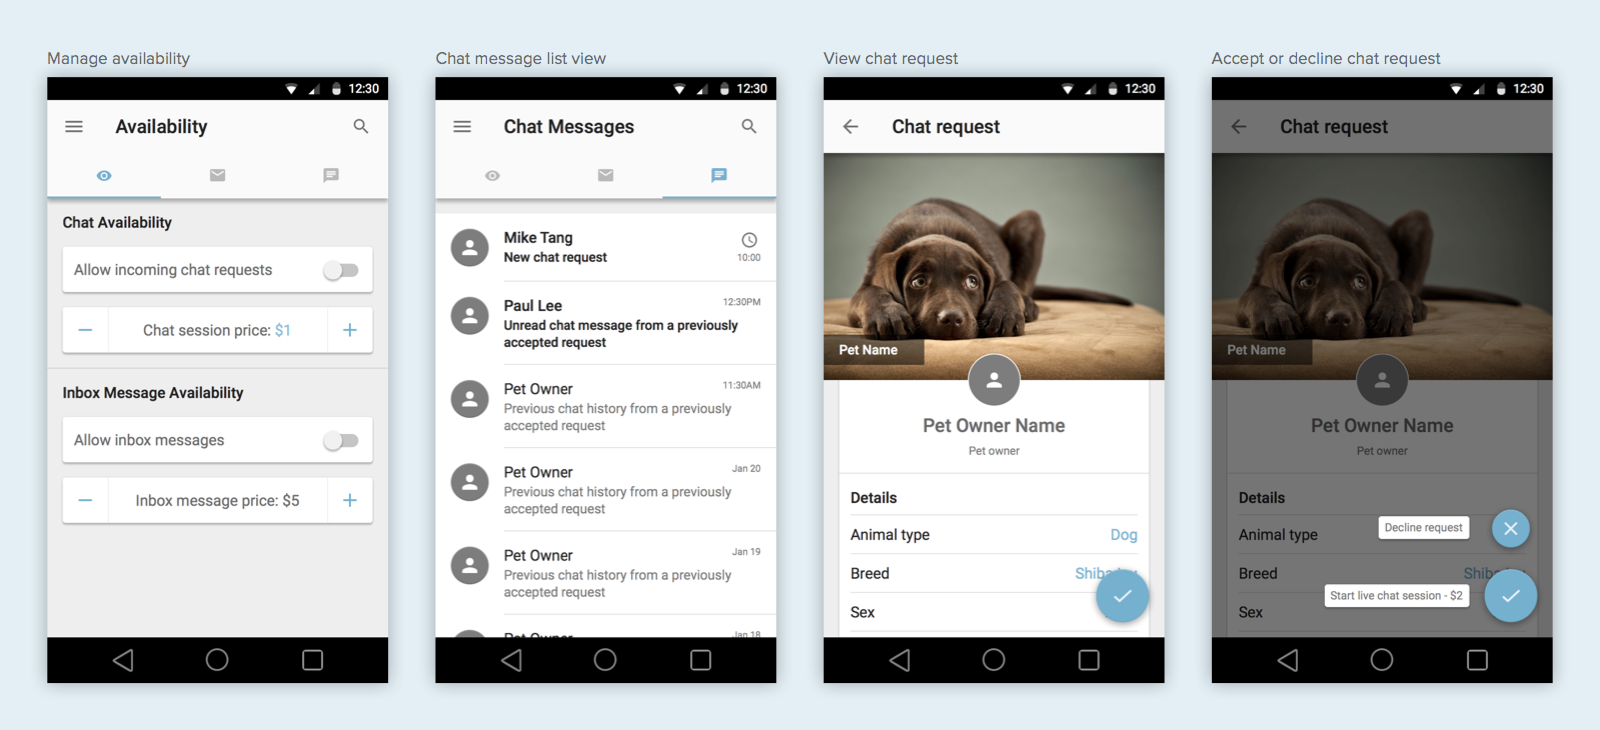 Manage availability
12:30
Availability
Chat Availability
Allow incoming chat requests
Chat session price: $1
Inbox Message Availability
Allow inbox messages
Inbox message price: $5
Chat message list view
12:30
Chat Messages
Mike Tang
New chat request
10:00
Paul Lee
12:30PM
Unread chat message from a previously
accepted request
Pet Owner
11:30AM
Previous chat history from a previously
accepted request
Pet Owner
Jan 20
Previous chat history from a previously
accepted request
Pet Owner
Jan 19
Previous chat history from a previously
accepted request
Pet Owner
Jan 18
View chat request
12:30
Chat request
Pet Name
Pet Owner Name
Pet owner
Details
Animal type
Dog
Breed
Sex
Accept or decline chat request
12:30
Chat request
Pet Name
Pet Owner Name
Pet owner
Details
Decline request
Animal type
Breed
Start live chat session - $2
Sex